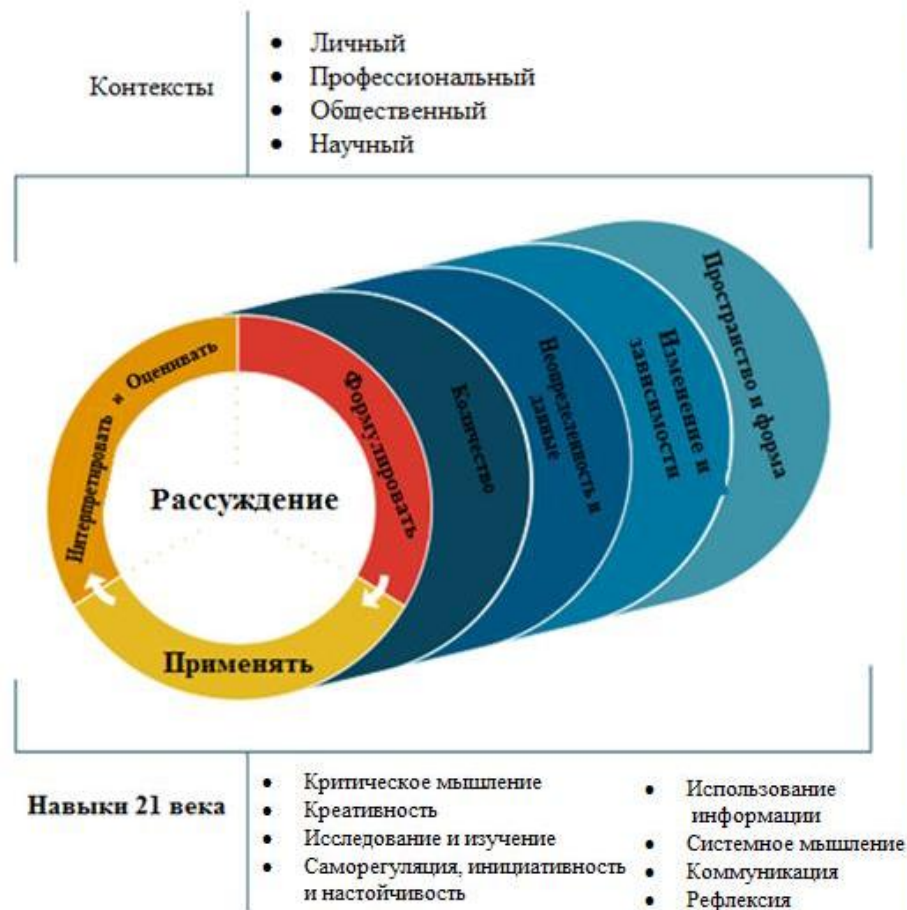 Контексты
• Личный
• Профессиональный
• Общественный
• Научный
Интерпретировать и Оценивать
Формулировать
Применять
Рассуждение
Количество
Неопределенность и
данные
Изменение и
зависимости
Пространство и форма
Навыки 21 века
• Критическое мышление
• Креативность
• Исследование и изучение
• Саморегуляция, инициативность
и настойчивость
• Использование
информации
• Системное мышление
• Коммуникация
• Рефлексия